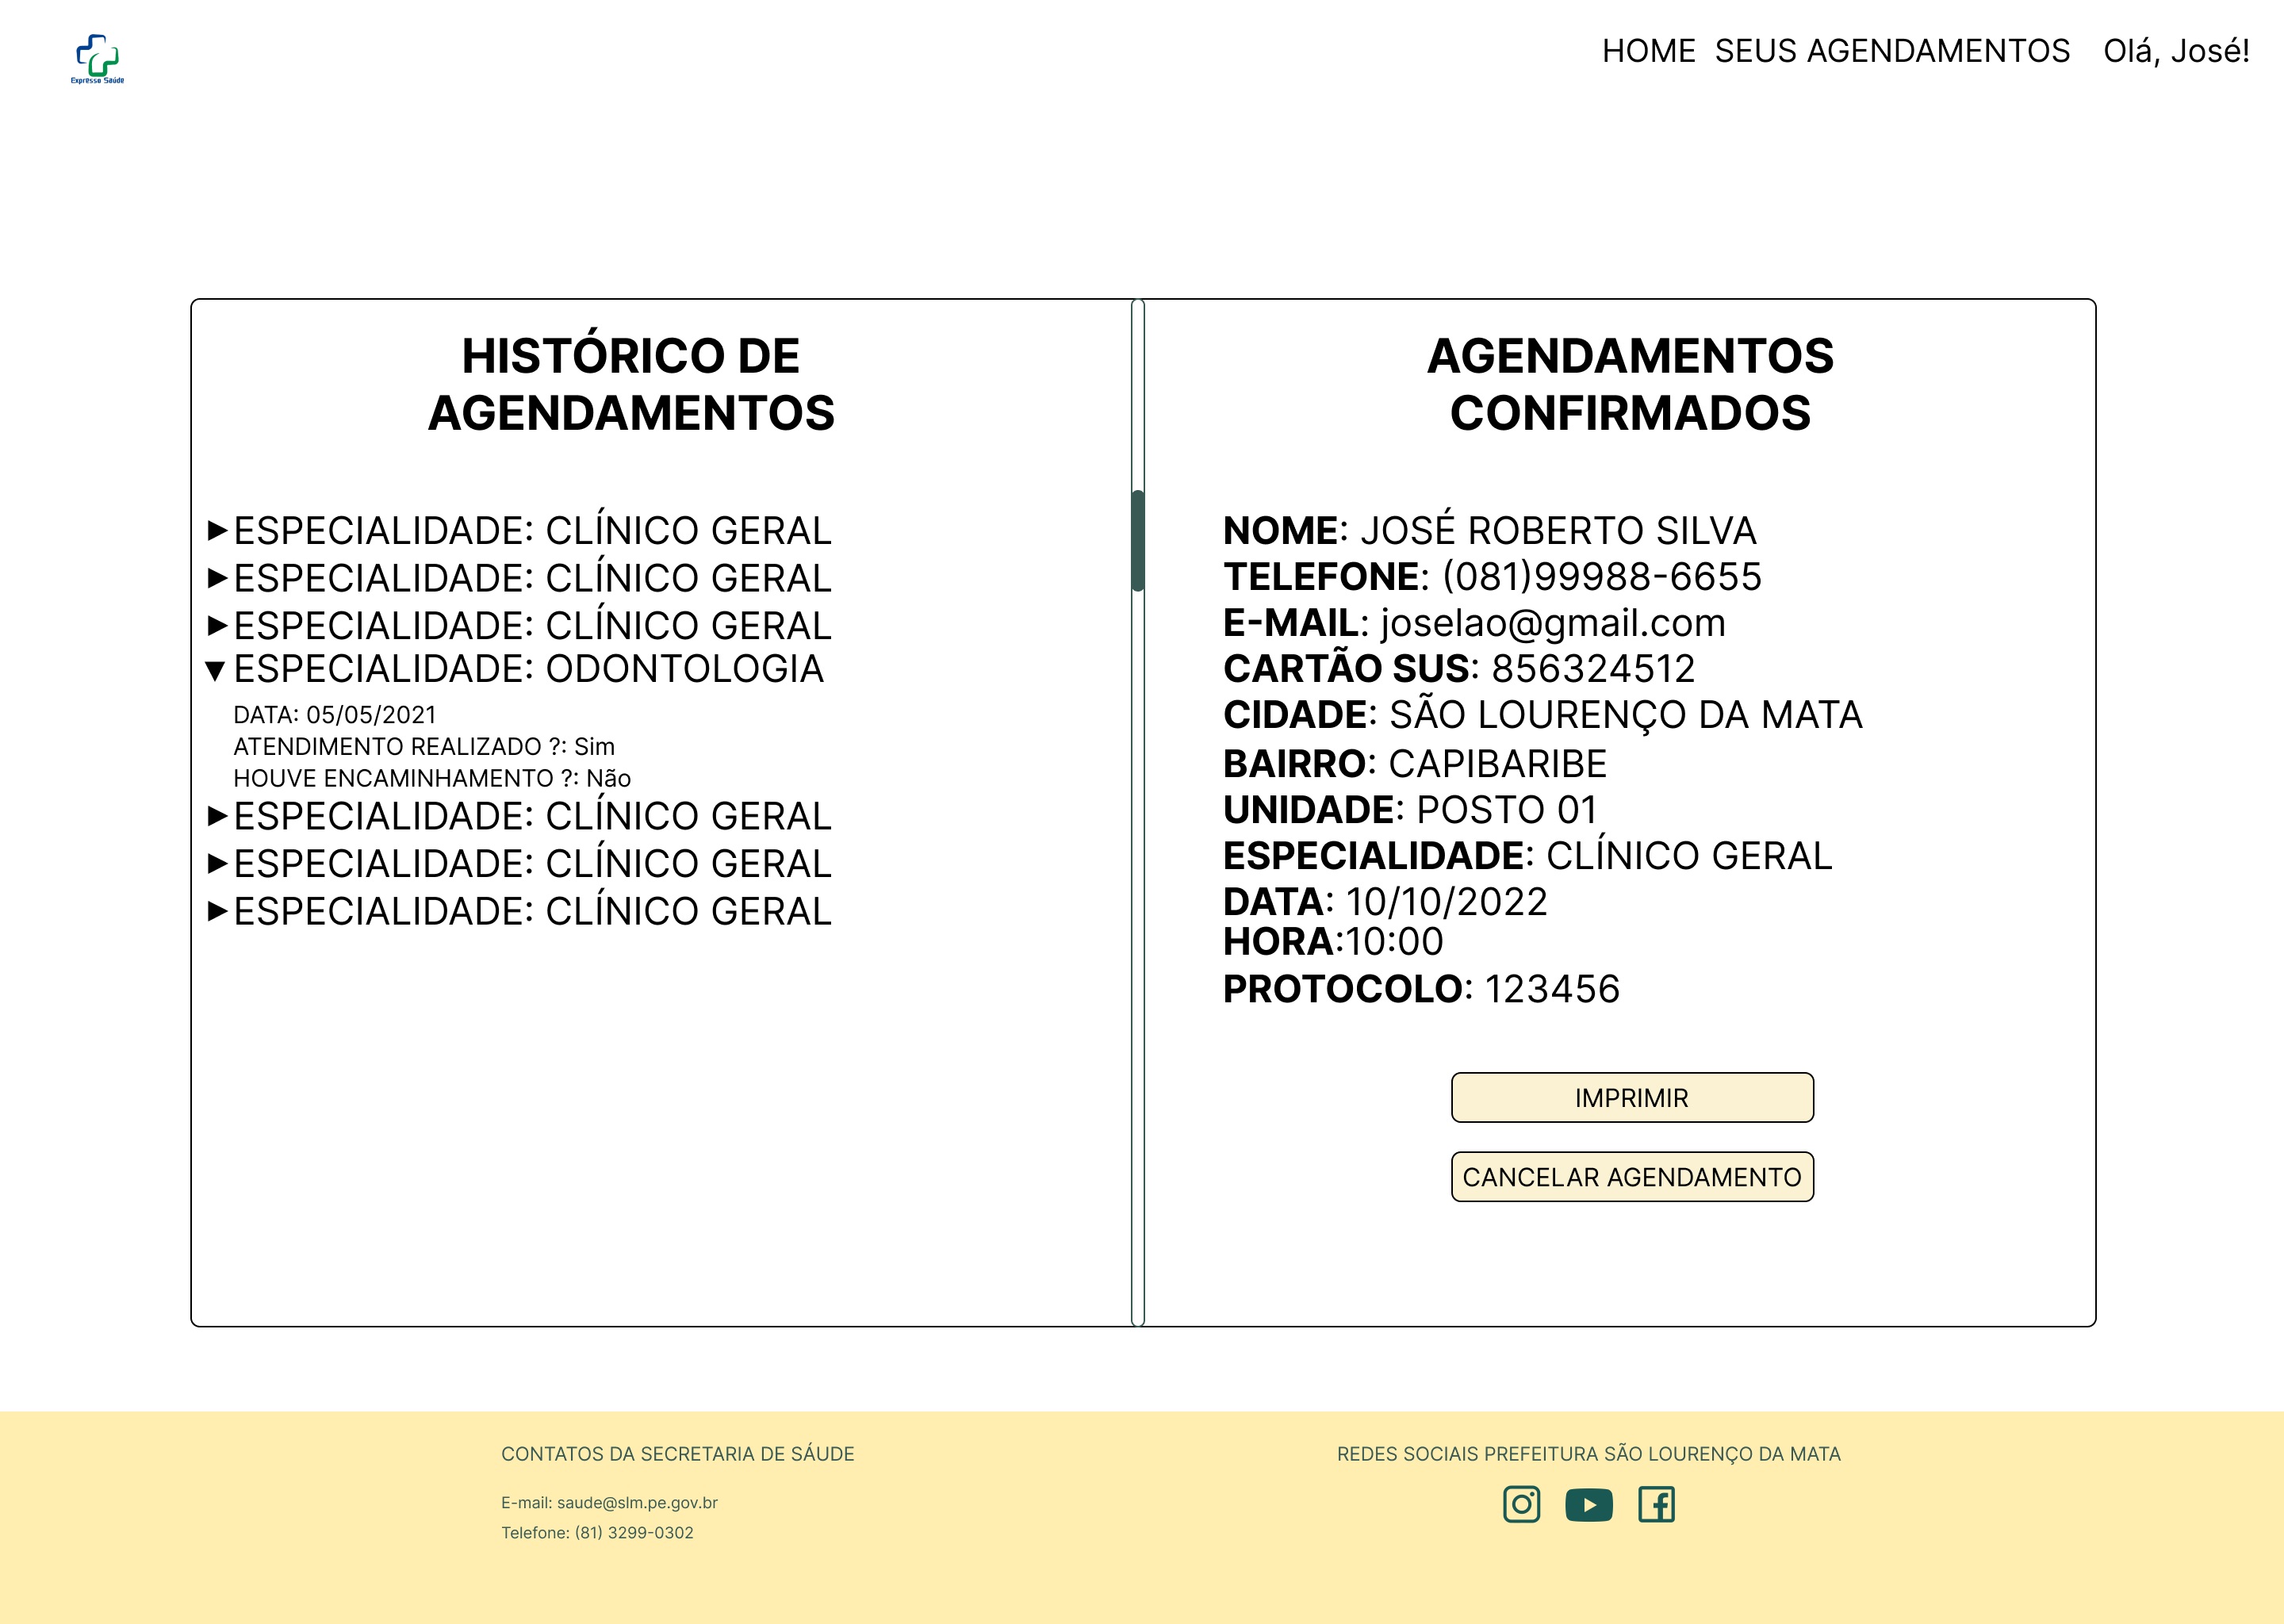 Expresso Saúde
HOME SEUS AGENDAMENTOS Olá, José!
HISTÓRICO DE
AGENDAMENTOS
ESPECIALIDADE: CLÍNICO GERAL
ESPECIALIDADE: CLÍNICO GERAL
ESPECIALIDADE: CLÍNICO GERAL
ESPECIALIDADE: ODONTOLOGIA
DATA: 05/05/2021
ATENDIMENTO REALIZADO ?: Sim
HOUVE ENCAMINHAMENTO ?: Não
ESPECIALIDADE: CLÍNICO GERAL
ESPECIALIDADE: CLÍNICO GERAL
ESPECIALIDADE: CLÍNICO GERAL
AGENDAMENTOS
CONFIRMADOS
NOME: JOSÉ ROBERTO SILVA
TELEFONE: (081)99988-6655
E-MAIL: joselao@gmail.com
CARTÃO SUS: 856324512
CIDADE: SÃO LOURENÇO DA MATA
BAIRRO: CAPIBARIBE
UNIDADE: POSTO 01
ESPECIALIDADE: CLÍNICO GERAL
DATA: 10/10/2022
HORA:10:00
PROTOCOLO: 123456
IMPRIMIR
CANCELAR AGENDAMENTO
CONTATOS DA SECRETARIA DE SÁUDE
E-mail: saude@slm.pe.gov.br
Telefone: (81) 3299-0302
REDES SOCIAIS PREFEITURA SÃO LOURENÇO DA MATA